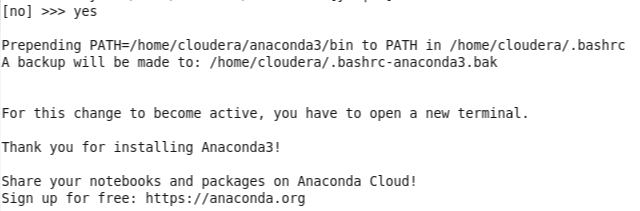 [no] >>> yes
Prepending PATH=/home/cloudera/anaconda3/bin to PATH in /home/cloudera/.bashrc
A backup will be made to: /home/cloudera/.bashrc-anaconda3.bak
For this change to become active, you have to open a new terminal.
Thank you for installing Anaconda3!
Share your notebooks and packages on Anaconda Cloud!
Sign up for free: https://anaconda.org